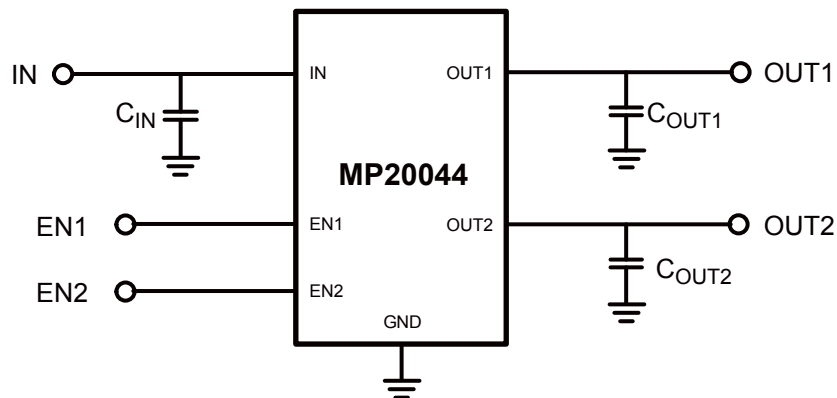 IN
C_IN
IN
OUT1
OUT1
C_OUT1
MP20044
EN1
EN1
OUT2
OUT2
C_OUT2
EN2
EN2
GND